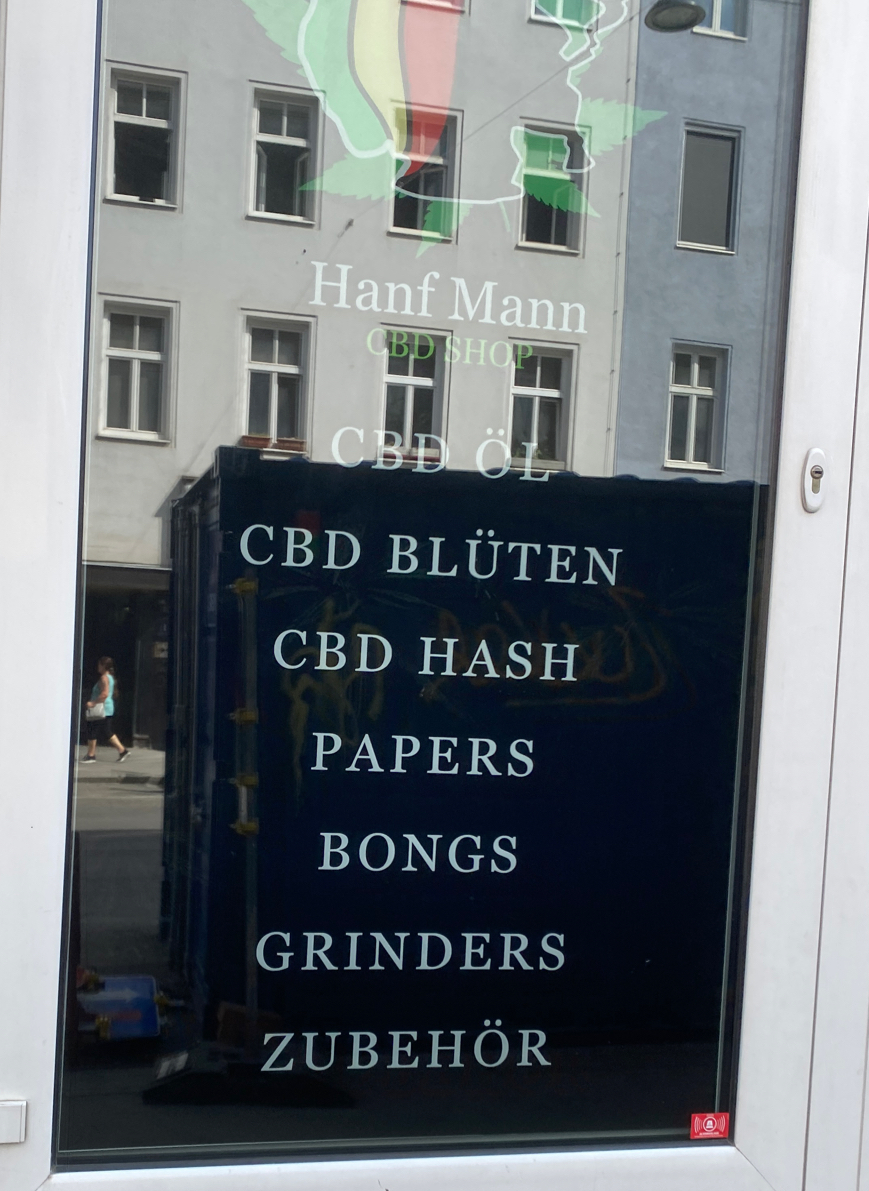 Hanf Mann
CBD SHOP
CBD ÖL
CBD BLÜTEN
CBD HASH
PAPERS
BONGS
GRINDERS
ZUBEHÖR